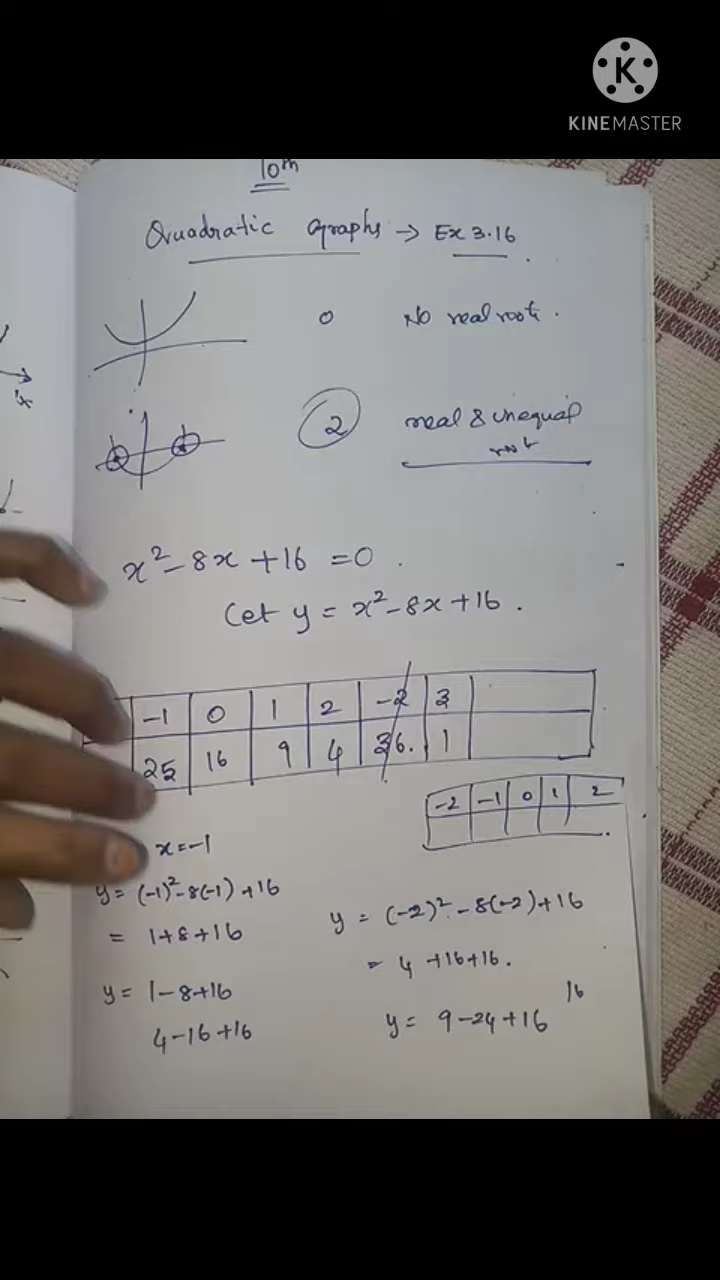 KINEMASTER
10th
Quadratic Graphs → Ex 3.16
0 No real roots.
2 real & unequal
x² - 8x + 16 = 0.
Let y = x² - 8x + 16.
-1 0 1 2 -2 3
25 16 9 4 36. 1
-2 -1 0 1 2
x = -1
y = (-1)² - 8(-1) + 16
= 1+8+16
y = 1 - 8 + 16
4 - 16 + 16
y = (-2)² - 8(-2) + 16
= 4 + 16 + 16.
16
y = 9 - 24 + 16